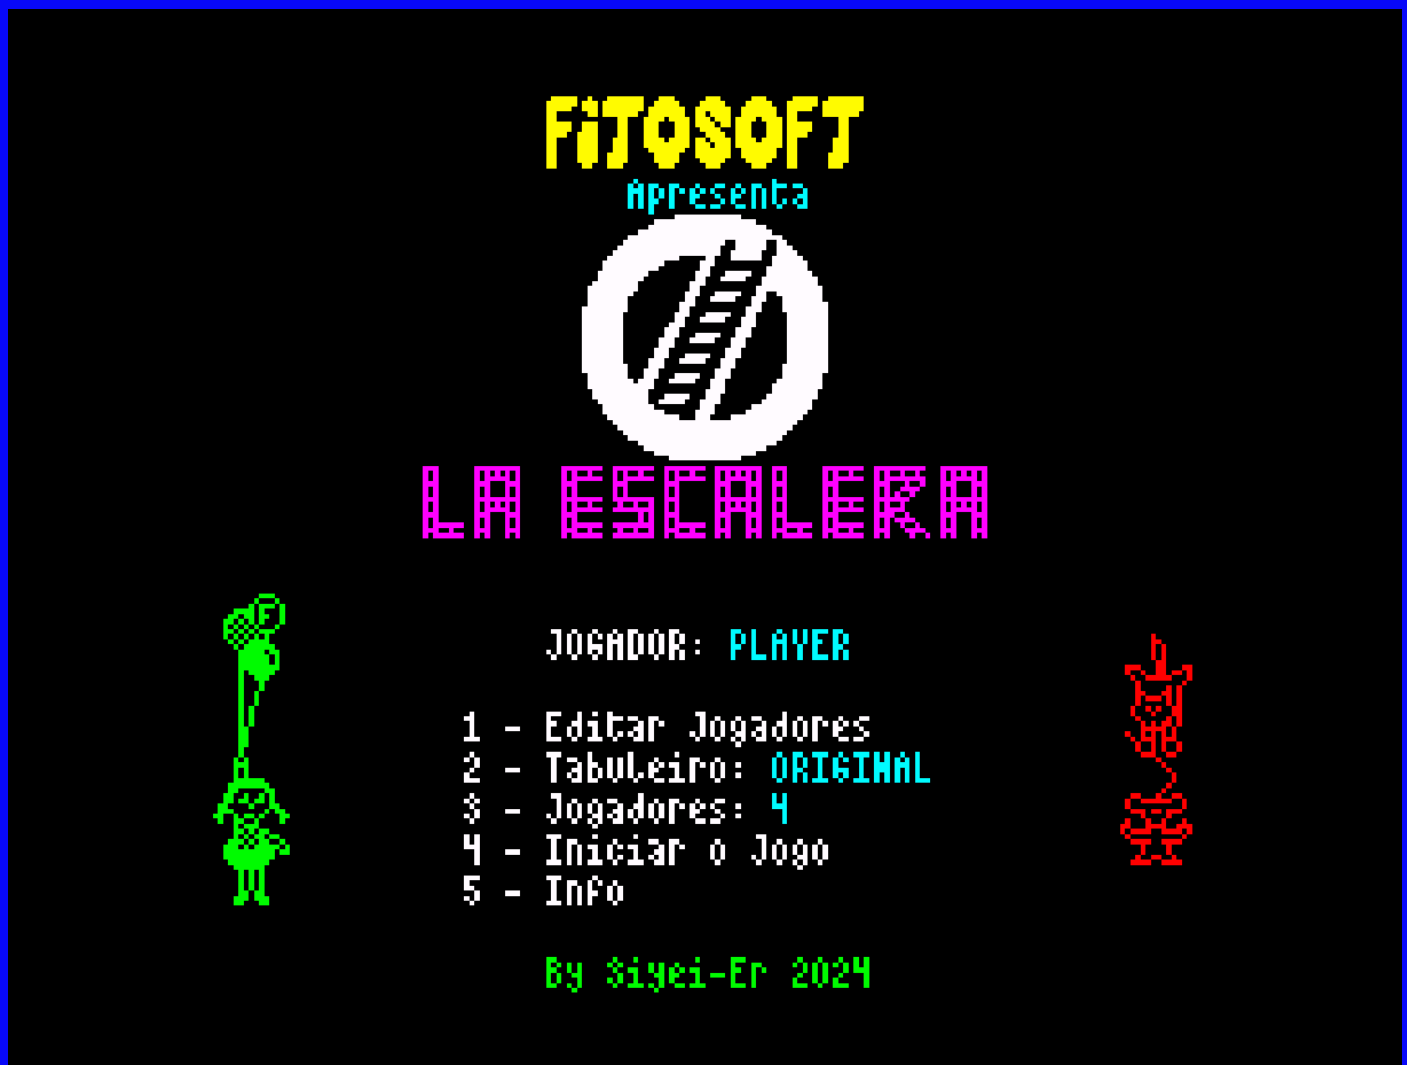 FiTOSOFT
Apresenta
LA ESCALERA
F
JOGADOR: PLAYER
1 - Editar Jogadores
2 - Tabuleiro: ORIGINAL
3 - Jogadores: 4
4 - Iniciar o Jogo
5 - Info
By Siyei-Er 2024